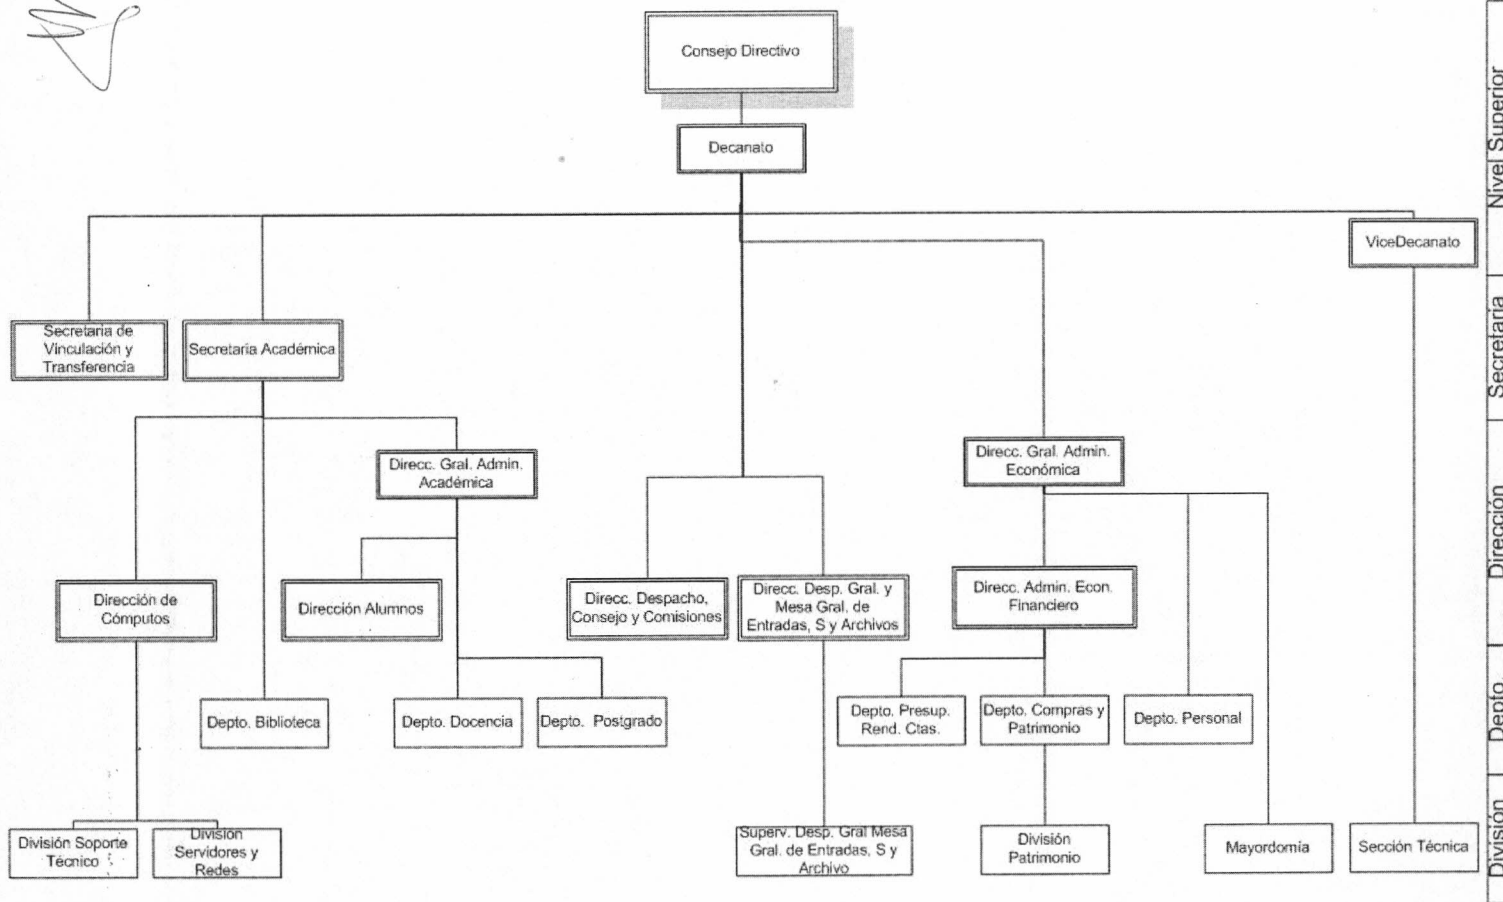 Consejo Directivo
Decanato
ViceDecanato
Secretaria de
Vinculación y
Transferencia
Secretaria Académica
Direcc. Gral. Admin.
Académica
Direcc. Gral. Admin.
Económica
Dirección de
Cómputos
Dirección Alumnos
Direcc. Despacho,
Consejo y Comisiones
Direcc. Desp. Gral. y
Mesa Gral. de
Entradas, S y Archivos
Direcc. Admin. Econ.
Financiero
Depto. Biblioteca
Depto. Docencia
Depto. Postgrado
Depto. Presup.
Rend. Ctas.
Depto. Compras y
Patrimonio
Depto. Personal
División Soporte
Técnico
División
Servidores y
Redes
Superv. Desp. Gral Mesa
Gral. de Entradas, S y
Archivo
División
Patrimonio
Mayordomía
Sección Técnica
Nivel Superior
Secretaría
Dirección
Depto.
División